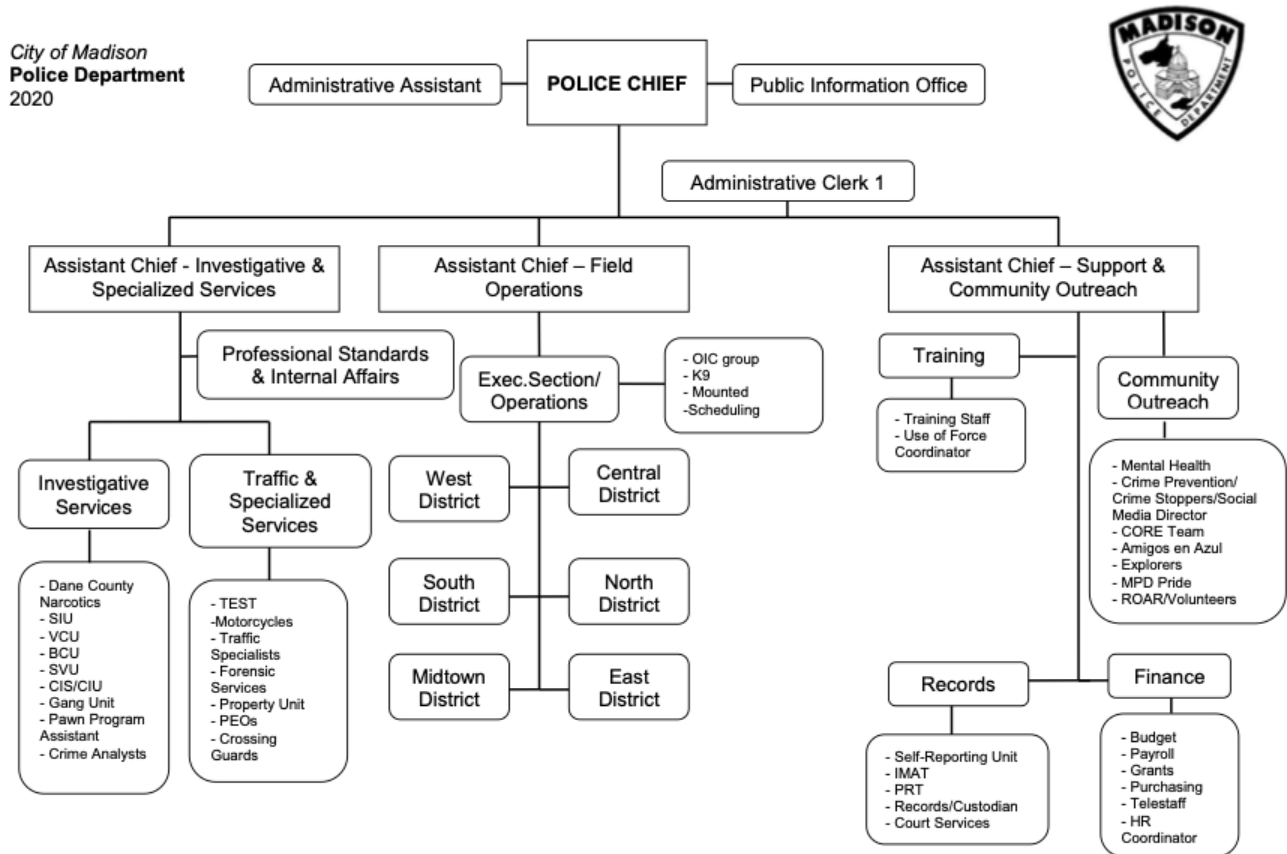 City of Madison
Police Department
2020
Administrative Assistant
POLICE CHIEF
Public Information Office
MADISON
POLICE
DEPARTMENT
Administrative Clerk 1
Assistant Chief - Investigative &
Specialized Services
Assistant Chief – Field
Operations
Assistant Chief – Support &
Community Outreach
Professional Standards
& Internal Affairs
Exec.Section/
Operations
- OIC group
- K9
- Mounted
-Scheduling
Training
- Training Staff
- Use of Force
Coordinator
Community
Outreach
- Mental Health
- Crime Prevention/
Crime Stoppers/Social
Media Director
- CORE Team
- Amigos en Azul
- Explorers
- MPD Pride
- ROAR/Volunteers
Investigative
Services
- Dane County
Narcotics
- SIU
- VCU
- BCU
- SVU
- CIS/CIU
- Gang Unit
- Pawn Program
Assistant
- Crime Analysts
Traffic &
Specialized
Services
- TEST
-Motorcycles
- Traffic
Specialists
- Forensic
Services
- Property Unit
- PEOs
- Crossing
Guards
West
District
Central
District
South
District
North
District
Midtown
District
East
District
Records
- Self-Reporting Unit
- IMAT
- PRT
- Records/Custodian
- Court Services
Finance
- Budget
- Payroll
- Grants
- Purchasing
- Telestaff
- HR
Coordinator